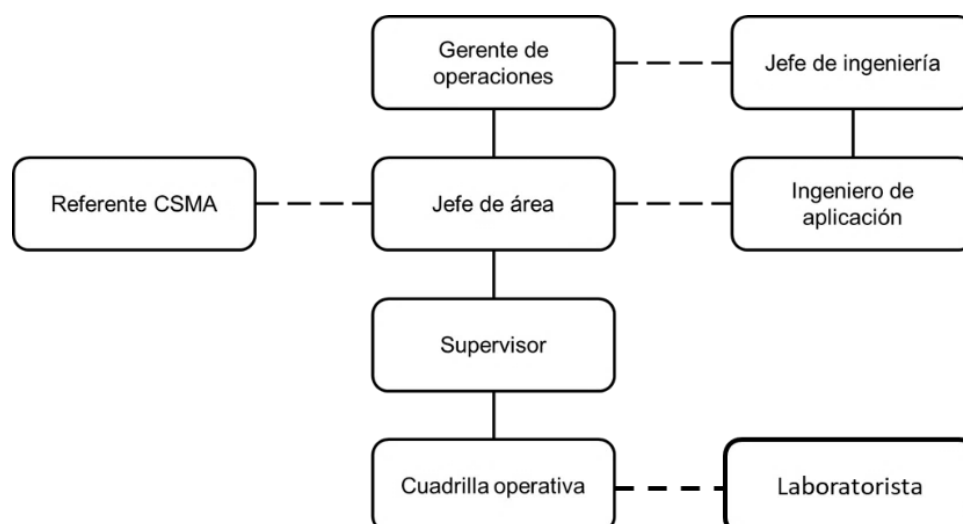 Gerente de
operaciones
Jefe de ingeniería
Referente CSMA
Jefe de área
Ingeniero de
aplicación
Supervisor
Cuadrilla operativa
Laboratorista